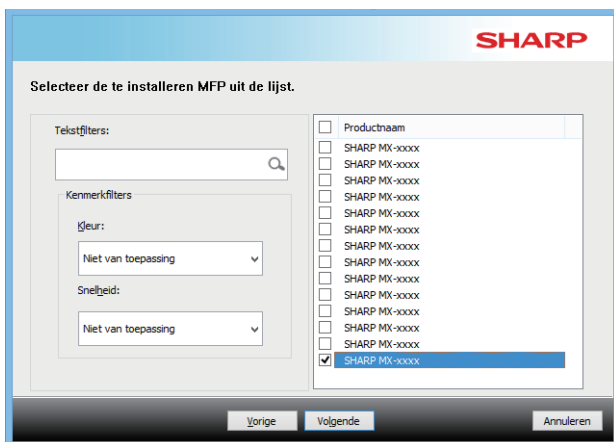 SHARP
Selecteer de te installeren MFP uit de lijst.
Tekstfilters:
Kenmerkfilters
Kleur:
Niet van toepassing
Snelheid:
Niet van toepassing
Productnaam
SHARP MX-xxxx
SHARP MX-xxxx
SHARP MX-xxxx
SHARP MX-xxxx
SHARP MX-xxxx
SHARP MX-xxxx
SHARP MX-xxxx
SHARP MX-xxxx
SHARP MX-xxxx
SHARP MX-xxxx
SHARP MX-xxxx
SHARP MX-xxxx
SHARP MX-xxxx
SHARP MX-xxxx
Vorige
Volgende
Annuleren